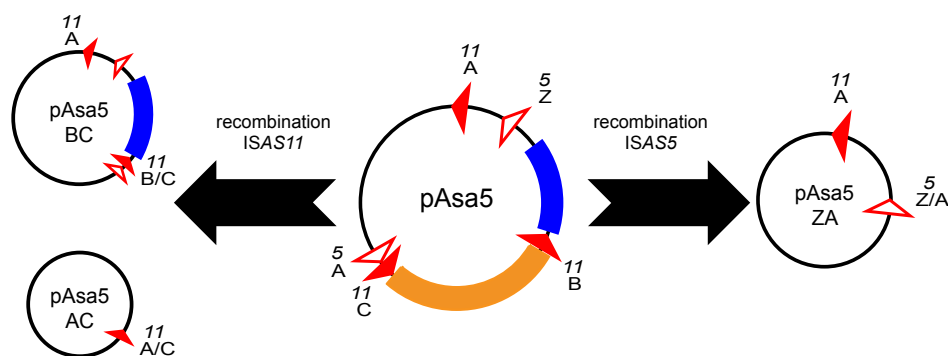 11
A
pAsa5
BC
11
B/C
recombination
ISAS11
11
A
5
Z
pAsa5
5
A
11
C
11
B
recombination
ISAS5
11
A
pAsa5
ZA
5
Z/A
pAsa5
AC
11
A/C